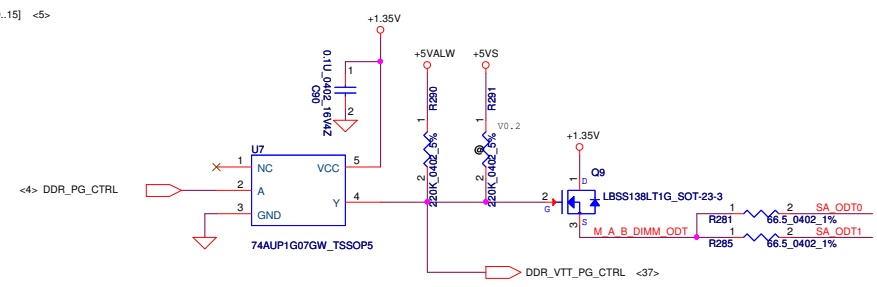 ..15] <5>
+1.35V
+5VALW
+5VS
0.1U_0402_16V4Z
C90
1
2
R290
1
2
220K_0402_5%
R291
1
2
220K_0402_5%
V0.2
@
+1.35V
U7
1
NC
VCC
5
<4> DDR_PG_CTRL
2
A
3
GND
Y
4
74AUP1G07GW_TSSOP5
1
D
Q9
LBSS138LT1G_SOT-23-3
2
G
3
S
M_A_B_DIMM_ODT
1
2
SA_ODT0
R281
66.5_0402_1%
1
2
SA_ODT1
R285
66.5_0402_1%
DDR_VTT_PG_CTRL <37>